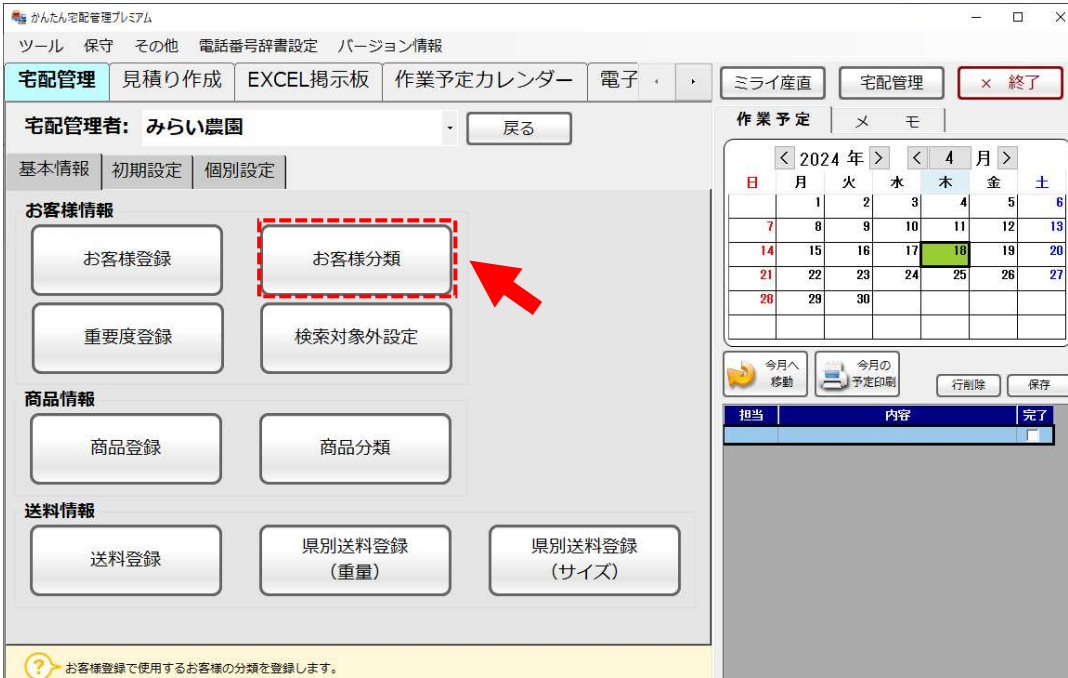 かんたん宅配管理プレミアム
ツール 保守 その他 電話番号辞書設定 バージョン情報
宅配管理 見積り作成 EXCEL掲示板 作業予定カレンダー 電子
宅配管理者: みらい農園 戻る
基本情報 初期設定 個別設定
お客様情報
お客様登録 お客様分類
重要度登録 検索対象外設定
商品情報
商品登録 商品分類
送料情報
送料登録 県別送料登録 (重量) 県別送料登録 (サイズ)
お客様登録で使用するお客様の分類を登録します。
ミライ産直 宅配管理 × 終了
作業予定 メモ
< 2024 年 > < 4 月 >
日 月 火 水 木 金 土
1 2 3 4 5 6
7 8 9 10 11 12 13
14 15 16 17 18 19 20
21 22 23 24 25 26 27
28 29 30
今月へ移動 今月の予定印刷 行削除 保存
担当 内容 完了